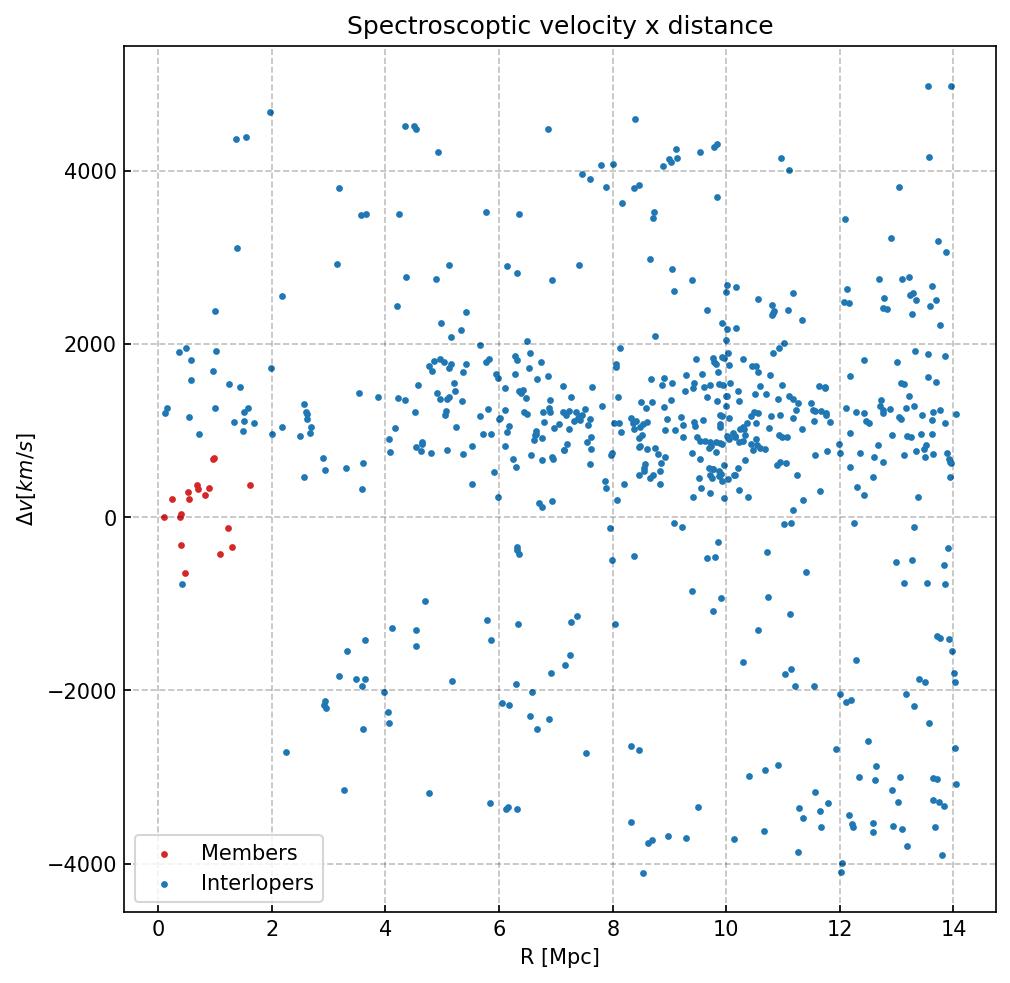 Spectroscoptic velocity x distance
Δv[km/s]
4000
2000
0
−2000
−4000
Members
Interlopers
0 2 4 6 8 10 12 14
R [Mpc]